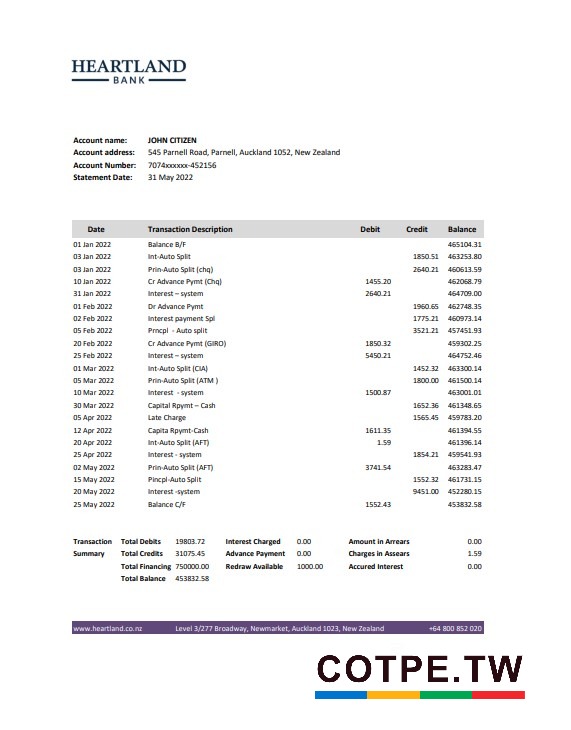 HEARTLAND
BANK
Account name: JOHN CITIZEN
Account address: 545 Parnell Road, Parnell, Auckland 1052, New Zealand
Account Number: 7074xxxxxx-452156
Statement Date: 31 May 2022
Date Transaction Description Debit Credit Balance
01 Jan 2022 Balance B/F 465104.31
03 Jan 2022 Int-Auto Split 1850.51 463253.80
03 Jan 2022 Prin-Auto Split (chq) 2640.21 460613.59
10 Jan 2022 Cr Advance Pymt (Chq) 1455.20 462068.79
31 Jan 2022 Interest – system 2640.21 464709.00
01 Feb 2022 Dr Advance Pymt 1960.65 462748.35
02 Feb 2022 Interest payment Spl 1775.21 460973.14
05 Feb 2022 Prncpl - Auto split 3521.21 457451.93
20 Feb 2022 Cr Advance Pymt (GIRO) 1850.32 459302.25
25 Feb 2022 Interest – system 5450.21 464752.46
01 Mar 2022 Int-Auto Split (CIA) 1452.32 463300.14
05 Mar 2022 Prin-Auto Split (ATM ) 1800.00 461500.14
10 Mar 2022 Interest - system 1500.87 463001.01
30 Mar 2022 Capital Rpymt – Cash 1652.36 461348.65
05 Apr 2022 Late Charge 1565.45 459783.20
12 Apr 2022 Capita Rpymt-Cash 1611.35 461394.55
20 Apr 2022 Int-Auto Split (AFT) 1.59 461396.14
25 Apr 2022 Interest - system 1854.21 459541.93
02 May 2022 Prin-Auto Split (AFT) 3741.54 463283.47
15 May 2022 Pincpl-Auto Split 1552.32 461731.15
20 May 2022 Interest -system 9451.00 452280.15
25 May 2022 Balance C/F 1552.43 453832.58
Transaction Total Debits 19803.72 Interest Charged 0.00 Amount in Arrears 0.00
Summary Total Credits 31075.45 Advance Payment 0.00 Charges in Assears 1.59
Total Financing 750000.00 Redraw Available 1000.00 Accured Interest 0.00
Total Balance 453832.58
www.heartland.co.nz Level 3/277 Broadway, Newmarket, Auckland 1023, New Zealand +64 800 852 020
COTPE.TW